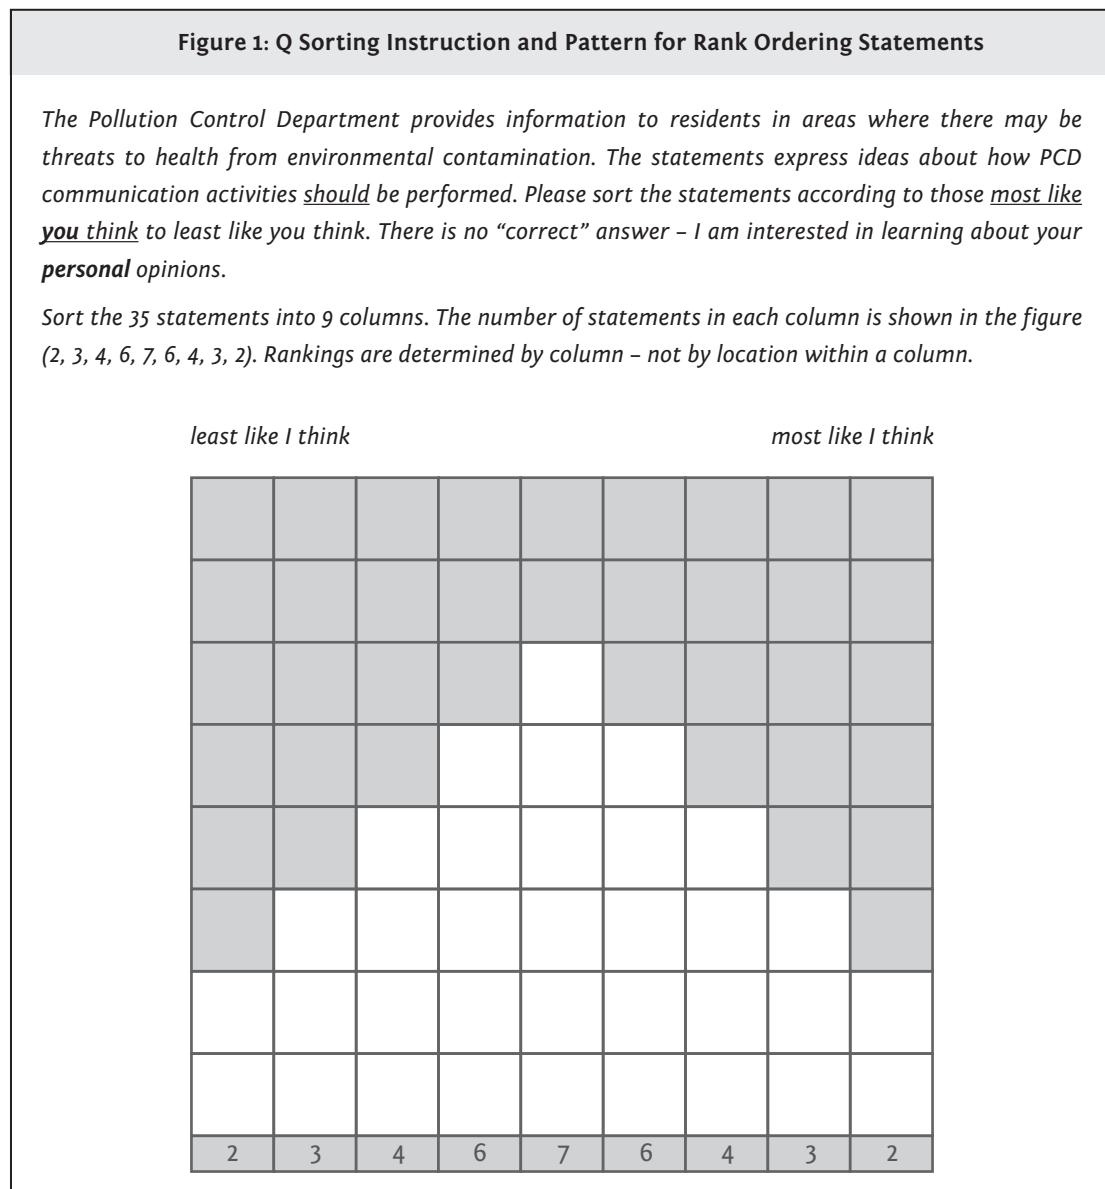 Figure 1: Q Sorting Instruction and Pattern for Rank Ordering Statements
The Pollution Control Department provides information to residents in areas where there may be
threats to health from environmental contamination. The statements express ideas about how PCD
communication activities should be performed. Please sort the statements according to those most like
you think to least like you think. There is no “correct” answer – I am interested in learning about your
personal opinions.
Sort the 35 statements into 9 columns. The number of statements in each column is shown in the figure
(2, 3, 4, 6, 7, 6, 4, 3, 2). Rankings are determined by column – not by location within a column.
least like I think most like I think
2 3 4 6 7 6 4 3 2